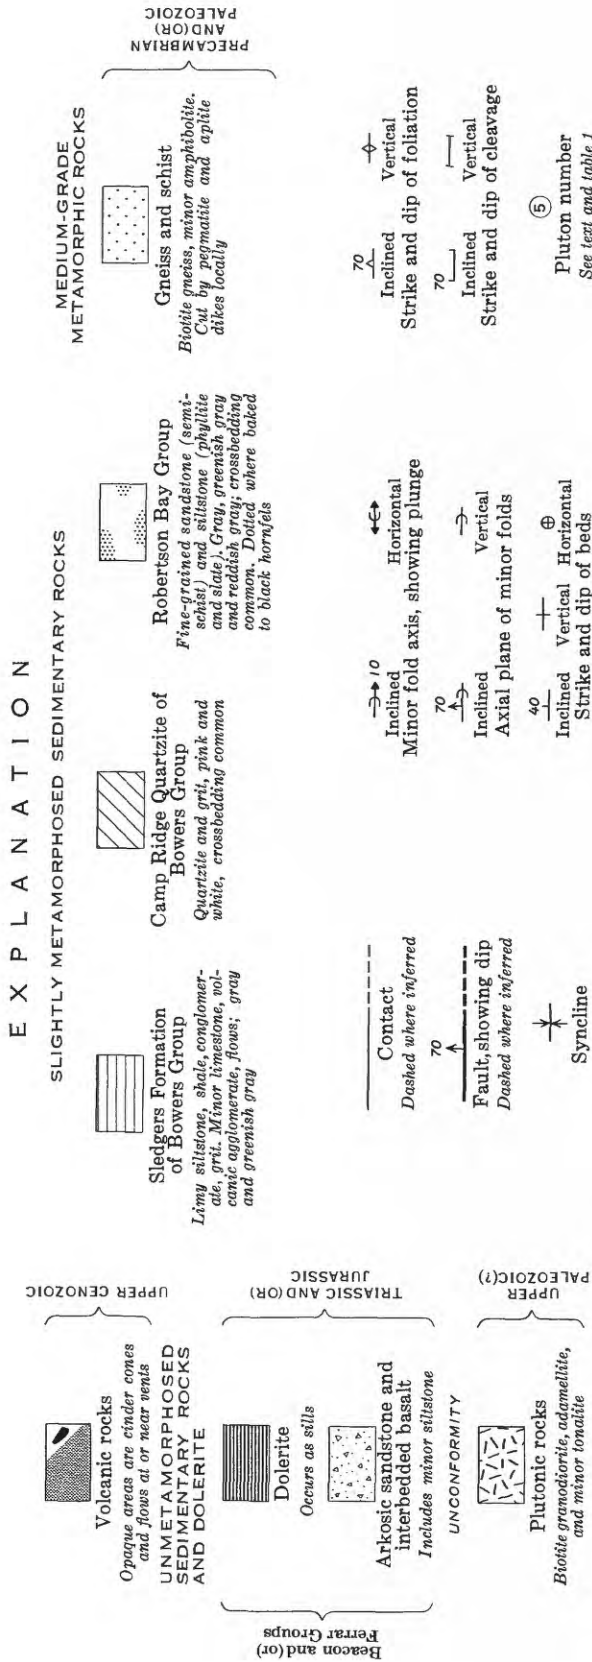 EXPLANATION
Volcanic rocks
Opaque areas are cinder cones
and flows at or near vents
UPPER CENOZOIC
UNMETAMORPHOSED
SEDIMENTARY ROCKS
AND DOLERITE
Dolerite
Occurs as sills
Arkosic sandstone and
interbedded basalt
Includes minor siltstone
Beacon and (or)
Ferrar Groups
TRIASSIC AND(OR)
JURASSIC
UNCONFORMITY
Plutonic rocks
Biotite granodiorite, adamellite,
and minor tonalite
UPPER
PALEOZOIC(?)
SLIGHTLY METAMORPHOSED SEDIMENTARY ROCKS
Sledgers Formation
of Bowers Group
Limy siltstone, shale, conglomer-
ate, grit. Minor limestone, vol-
canic agglomerate, flows; gray
and greenish gray
Camp Ridge Quartzite of
Bowers Group
Quartzite and grit, pink and
white, crossbedding common
Robertson Bay Group
Fine-grained sandstone (semi-
schist) and siltstone (phyllite
and slate). Gray, greenish gray
and reddish gray; crossbedding
common. Dotted where baked
to black hornfels
MEDIUM-GRADE
METAMORPHIC ROCKS
Gneiss and schist
Biotite gneiss, minor amphibolite.
Cut by pegmatite and aplite
dikes locally
PRECAMBRIAN
AND(OR)
PALEOZOIC
Contact
Dashed where inferred
70
Fault, showing dip
Dashed where inferred
Syncline
10
Inclined Horizontal
Minor fold axis, showing plunge
70
Inclined Vertical
Axial plane of minor folds
40
Inclined Vertical Horizontal
Strike and dip of beds
70
Inclined Vertical
Strike and dip of foliation
70
Inclined Vertical
Strike and dip of cleavage
5
Pluton number
See text and table 1